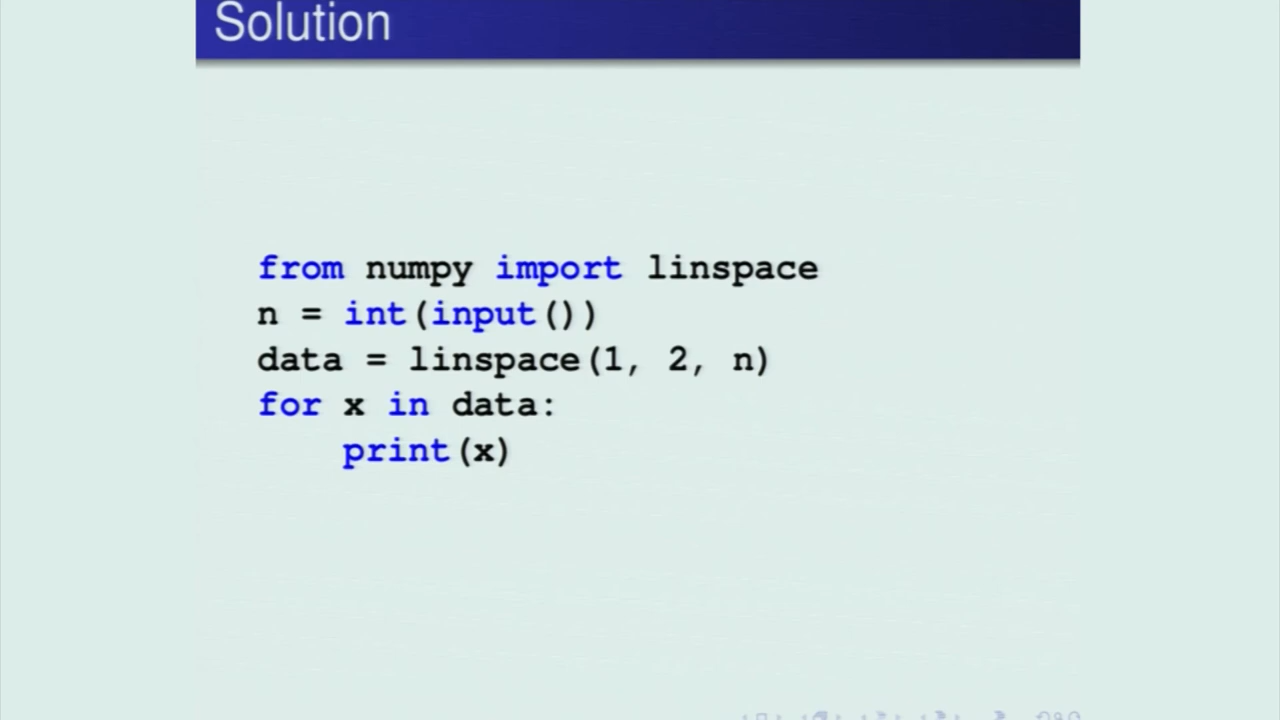 Solution
from numpy import linspace
n = int(input())
data = linspace(1, 2, n)
for x in data:
    print(x)